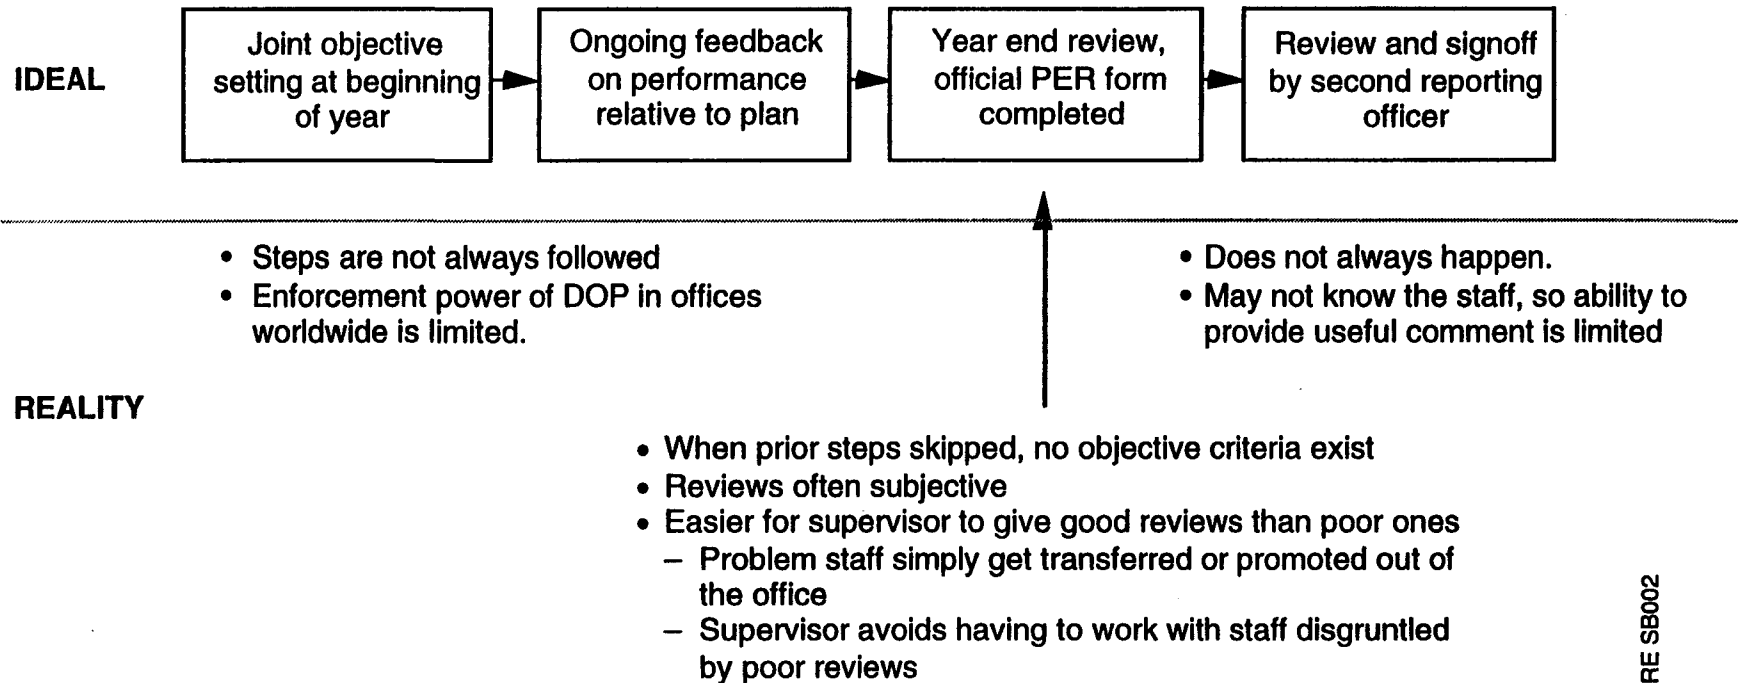 IDEAL
Joint objective
setting at beginning
of year
Ongoing feedback
on performance
relative to plan
Year end review,
official PER form
completed
Review and signoff
by second reporting
officer
• Steps are not always followed
• Enforcement power of DOP in offices
worldwide is limited.
• Does not always happen.
• May not know the staff, so ability to
provide useful comment is limited
REALITY
• When prior steps skipped, no objective criteria exist
• Reviews often subjective
• Easier for supervisor to give good reviews than poor ones
– Problem staff simply get transferred or promoted out of
the office
– Supervisor avoids having to work with staff disgruntled
by poor reviews
RE SB002